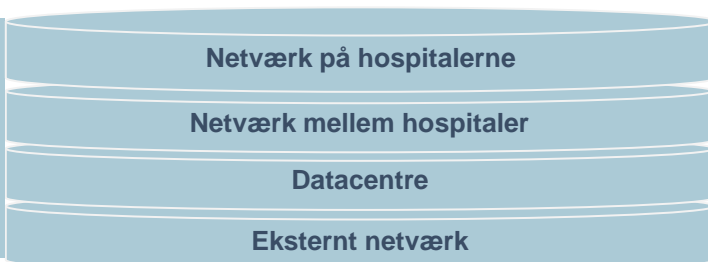 Netværk på hospitalerne
Netværk mellem hospitaler
Datacentre
Eksternt netværk